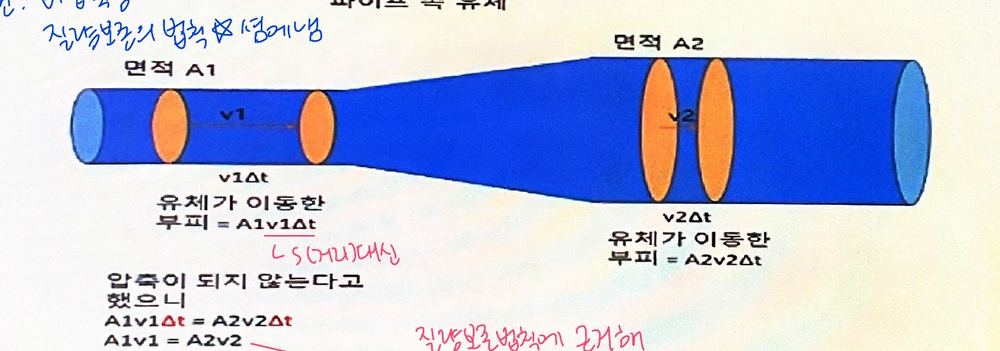 파이프 속 유체
질량보존의 법칙 ☆ 셤에냄
면적 A1
면적 A2
v1
v2
v1Δt
유체가 이동한
부피 = A1v1Δt
v2Δt
유체가 이동한
부피 = A2v2Δt
ㄴ S(거리)대신
압축이 되지 않는다고
했으니
A1v1Δt = A2v2Δt
A1v1 = A2v2
질량보존법칙에 근거해